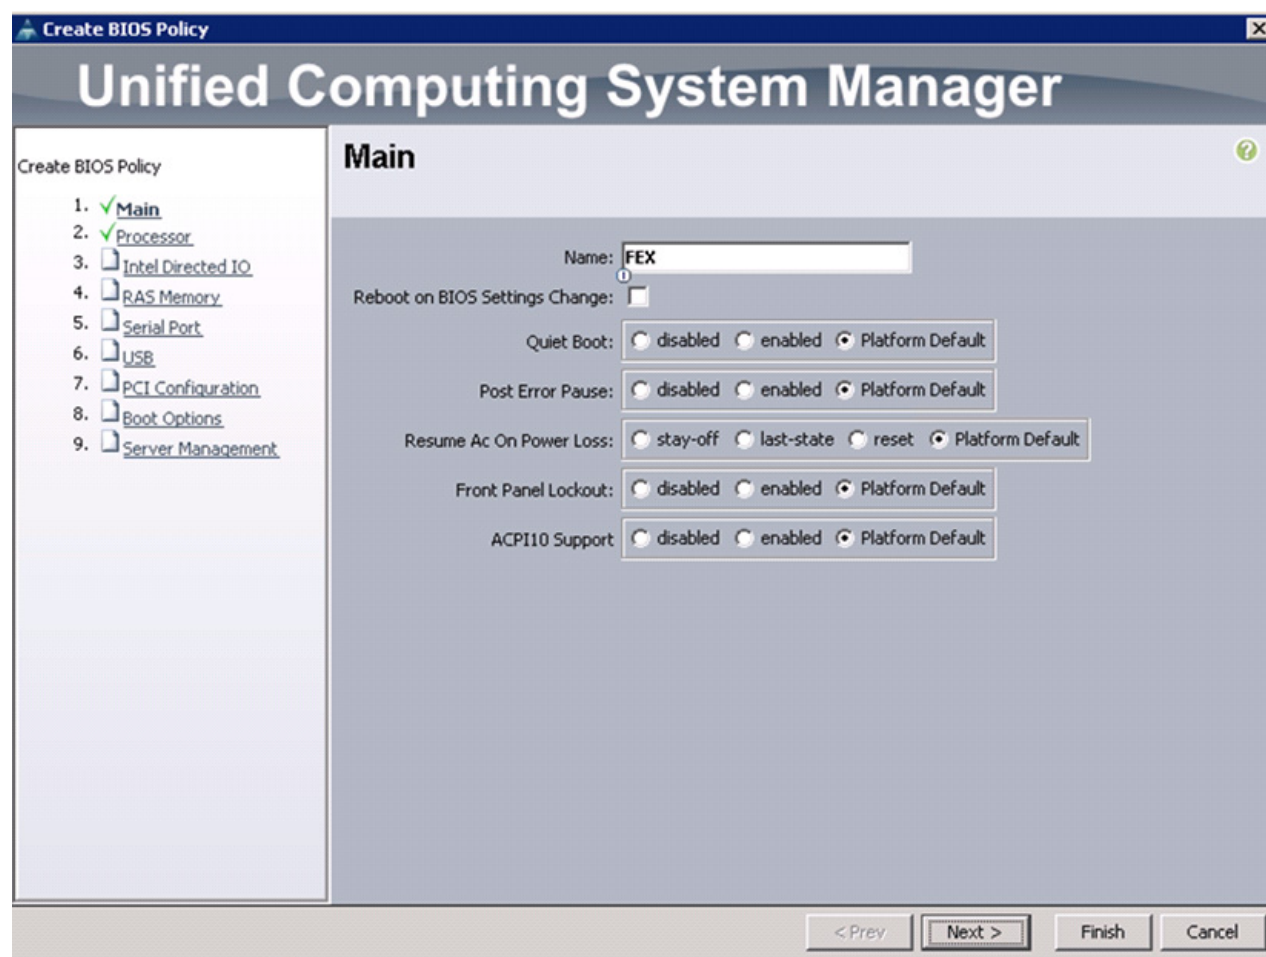 Create BIOS Policy
Unified Computing System Manager
Create BIOS Policy
1. Main
2. Processor
3. Intel Directed IO
4. RAS Memory
5. Serial Port
6. USB
7. PCI Configuration
8. Boot Options
9. Server Management
Main
Name: FEX
Reboot on BIOS Settings Change:
Quiet Boot: disabled enabled Platform Default
Post Error Pause: disabled enabled Platform Default
Resume Ac On Power Loss: stay-off last-state reset Platform Default
Front Panel Lockout: disabled enabled Platform Default
ACPI10 Support disabled enabled Platform Default
< Prev Next > Finish Cancel